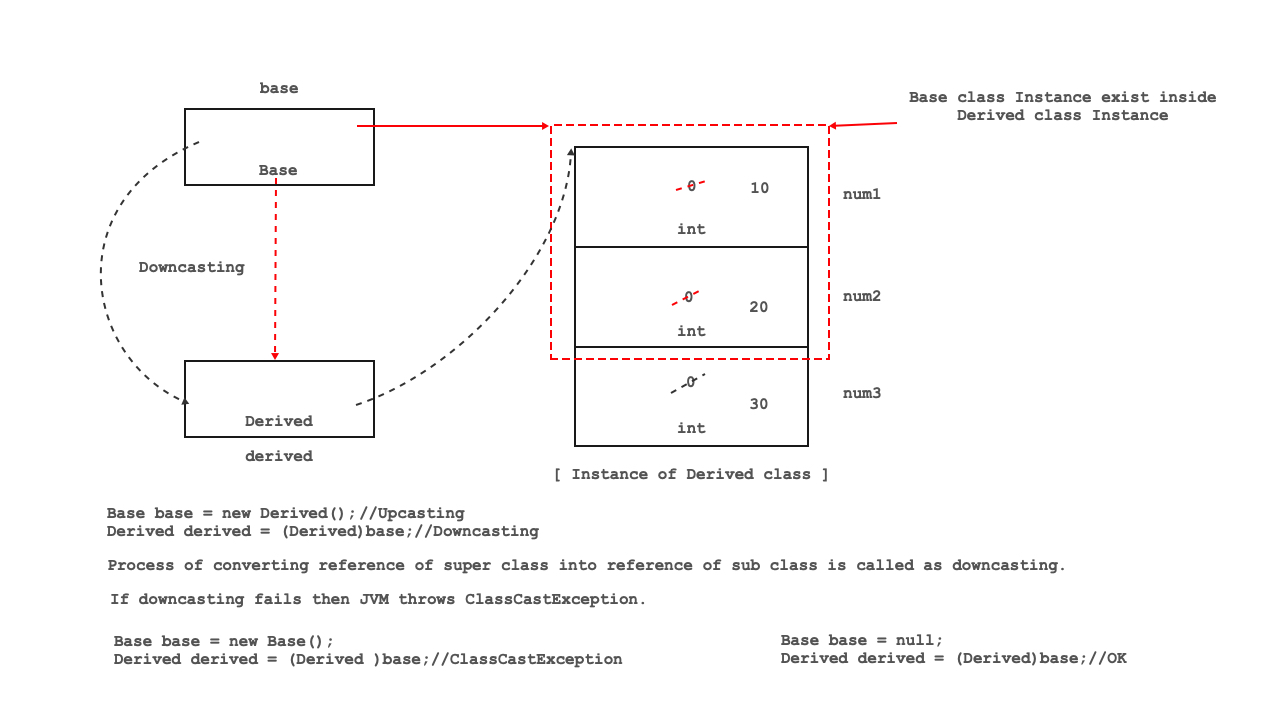 base
Base class Instance exist inside
Derived class Instance
Base
0 10
num1
int
Downcasting
0
20
num2
int
0
30
num3
int
Derived
derived
[ Instance of Derived class ]
Base base = new Derived();//Upcasting
Derived derived = (Derived)base;//Downcasting
Process of converting reference of super class into reference of sub class is called as downcasting.
If downcasting fails then JVM throws ClassCastException.
Base base = new Base();
Derived derived = (Derived )base;//ClassCastException
Base base = null;
Derived derived = (Derived)base;//OK